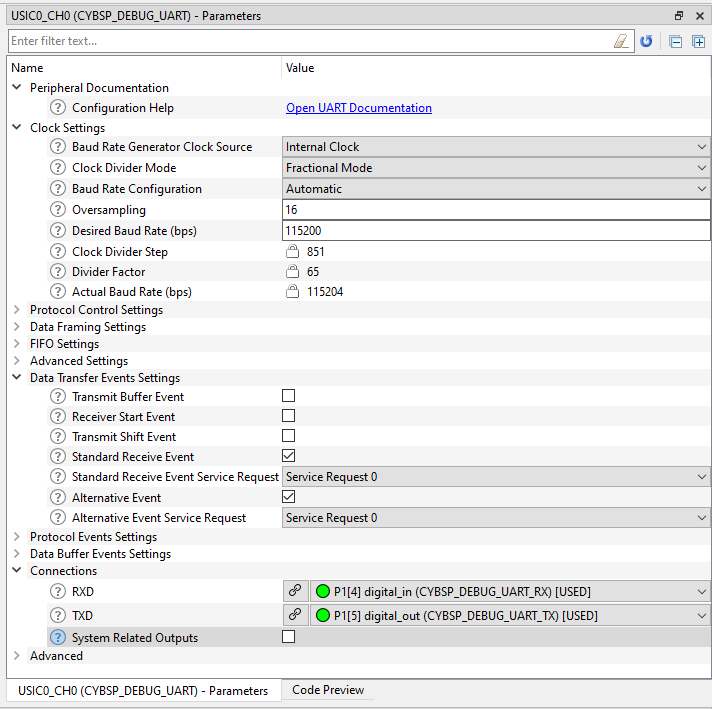 USIC0_CH0 (CYBSP_DEBUG_UART) - Parameters
Enter filter text...
Name Value
Peripheral Documentation
? Configuration Help Open UART Documentation
Clock Settings
? Baud Rate Generator Clock Source Internal Clock
? Clock Divider Mode Fractional Mode
? Baud Rate Configuration Automatic
? Oversampling 16
? Desired Baud Rate (bps) 115200
? Clock Divider Step 851
? Divider Factor 65
? Actual Baud Rate (bps) 115204
Protocol Control Settings
Data Framing Settings
FIFO Settings
Advanced Settings
Data Transfer Events Settings
? Transmit Buffer Event
? Receiver Start Event
? Transmit Shift Event
? Standard Receive Event
? Standard Receive Event Service Request Service Request 0
? Alternative Event
? Alternative Event Service Request Service Request 0
Protocol Events Settings
Data Buffer Events Settings
Connections
? RXD P1[4] digital_in (CYBSP_DEBUG_UART_RX) [USED]
? TXD P1[5] digital_out (CYBSP_DEBUG_UART_TX) [USED]
? System Related Outputs
Advanced
USIC0_CH0 (CYBSP_DEBUG_UART) - Parameters Code Preview